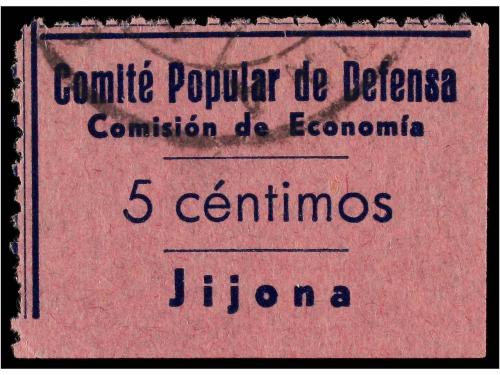 Comité Popular de Defensa
Comisión de Economía
5 céntimos
Jijona